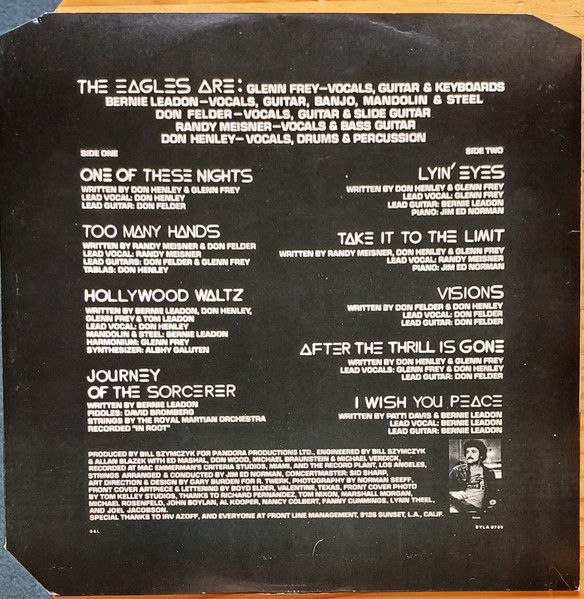 THE EAGLES ARE: GLENN FREY–VOCALS, GUITAR & KEYBOARDS
BERNIE LEADON–VOCALS, GUITAR, BANJO, MANDOLIN & STEEL
DON FELDER–VOCALS, GUITAR & SLIDE GUITAR
RANDY MEISNER–VOCALS & BASS GUITAR
DON HENLEY–VOCALS, DRUMS & PERCUSSION
SIDE ONE
ONE OF THESE NIGHTS
WRITTEN BY DON HENLEY & GLENN FREY
LEAD VOCAL: DON HENLEY
LEAD GUITAR: DON FELDER
TOO MANY HANDS
WRITTEN BY RANDY MEISNER & DON FELDER
LEAD VOCAL: RANDY MEISNER
LEAD GUITARS: DON FELDER & GLENN FREY
TABLAS: DON HENLEY
HOLLYWOOD WALTZ
WRITTEN BY BERNIE LEADON, DON HENLEY,
GLENN FREY & TOM LEADON
LEAD VOCAL: DON HENLEY
MANDOLIN & STEEL: BERNIE LEADON
HARMONIUM: GLENN FREY
SYNTHESIZER: ALBHY GALUTEN
JOURNEY
OF THE SORCERER
WRITTEN BY BERNIE LEADON
FIDDLES: DAVID BROMBERG
STRINGS BY THE ROYAL MARTIAN ORCHESTRA
RECORDED "IN ROOT"
SIDE TWO
LYIN' EYES
WRITTEN BY DON HENLEY & GLENN FREY
LEAD VOCAL: GLENN FREY
LEAD GUITAR: BERNIE LEADON
PIANO: JIM ED NORMAN
TAKE IT TO THE LIMIT
WRITTEN BY RANDY MEISNER, DON HENLEY & GLENN FREY
LEAD VOCAL: RANDY MEISNER
PIANO: JIM ED NORMAN
VISIONS
WRITTEN BY DON FELDER & DON HENLEY
LEAD VOCAL: DON FELDER
LEAD GUITAR: DON FELDER
AFTER THE THRILL IS GONE
WRITTEN BY DON HENLEY & GLENN FREY
LEAD VOCALS: GLENN FREY & DON HENLEY
LEAD GUITAR: DON FELDER
I WISH YOU PEACE
WRITTEN BY PATTI DAVIS & BERNIE LEADON
LEAD VOCAL: BERNIE LEADON
LEAD GUITAR: BERNIE LEADON
PRODUCED BY BILL SZYMCZYK FOR PANDORA PRODUCTIONS LTD., ENGINEERED BY BILL SZYMCZYK
& ALLAN BLAZEK WITH ED MASHAL, DON WOOD, MICHAEL BRAUNSTEIN & MICHAEL VERDICK,
RECORDED AT MAC EMMERMAN'S CRITERIA STUDIOS, MIAMI, AND THE RECORD PLANT, LOS ANGELES,
STRINGS ARRANGED & CONDUCTED BY JIM ED NORMAN, CONCERTMASTER: SID SHARP,
ART DIRECTION & DESIGN BY GARY BURDEN FOR R. TWERK, PHOTOGRAPHY BY NORMAN SEEFF,
FRONT COVER ARTPIECE & LETTERING BY BOYD ELDER, VALENTINE, TEXAS, FRONT COVER PHOTO
BY TOM KELLEY STUDIOS, THANKS TO RICHARD FERNANDEZ, TOM NIXON, MARSHALL MORGAN,
MICHAEL ROSENFELD, JOHN BOYLAN, AL KOOPER, NANCY COLBERT, FANNY CUMMINGS, LYNN THEEL,
AND JOEL JACOBSON.
SPECIAL THANKS TO IRV AZOFF, AND EVERYONE AT FRONT LINE MANAGEMENT, 9126 SUNSET, L.A., CALIF.
G&L
SYLA 8759